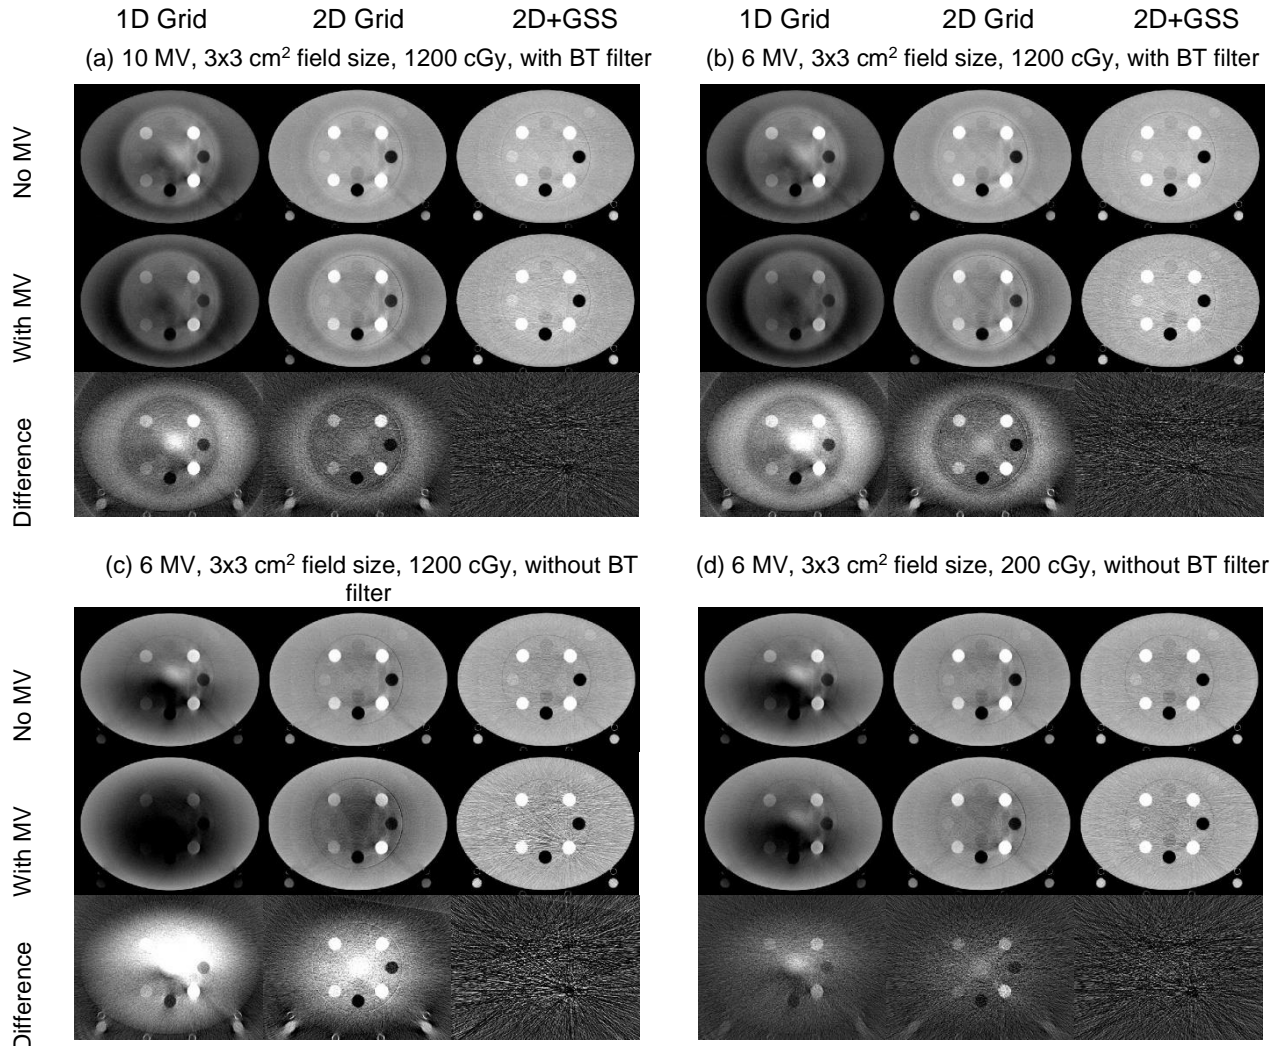 1D Grid 2D Grid 2D+GSS 1D Grid 2D Grid 2D+GSS
(a) 10 MV, 3x3 cm² field size, 1200 cGy, with BT filter
(b) 6 MV, 3x3 cm² field size, 1200 cGy, with BT filter
No MV
With MV
Difference
(c) 6 MV, 3x3 cm² field size, 1200 cGy, without BT
filter
(d) 6 MV, 3x3 cm² field size, 200 cGy, without BT filter
No MV
With MV
Difference